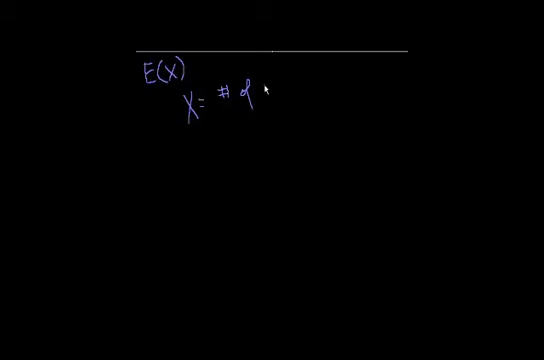 E(X)
X= # of